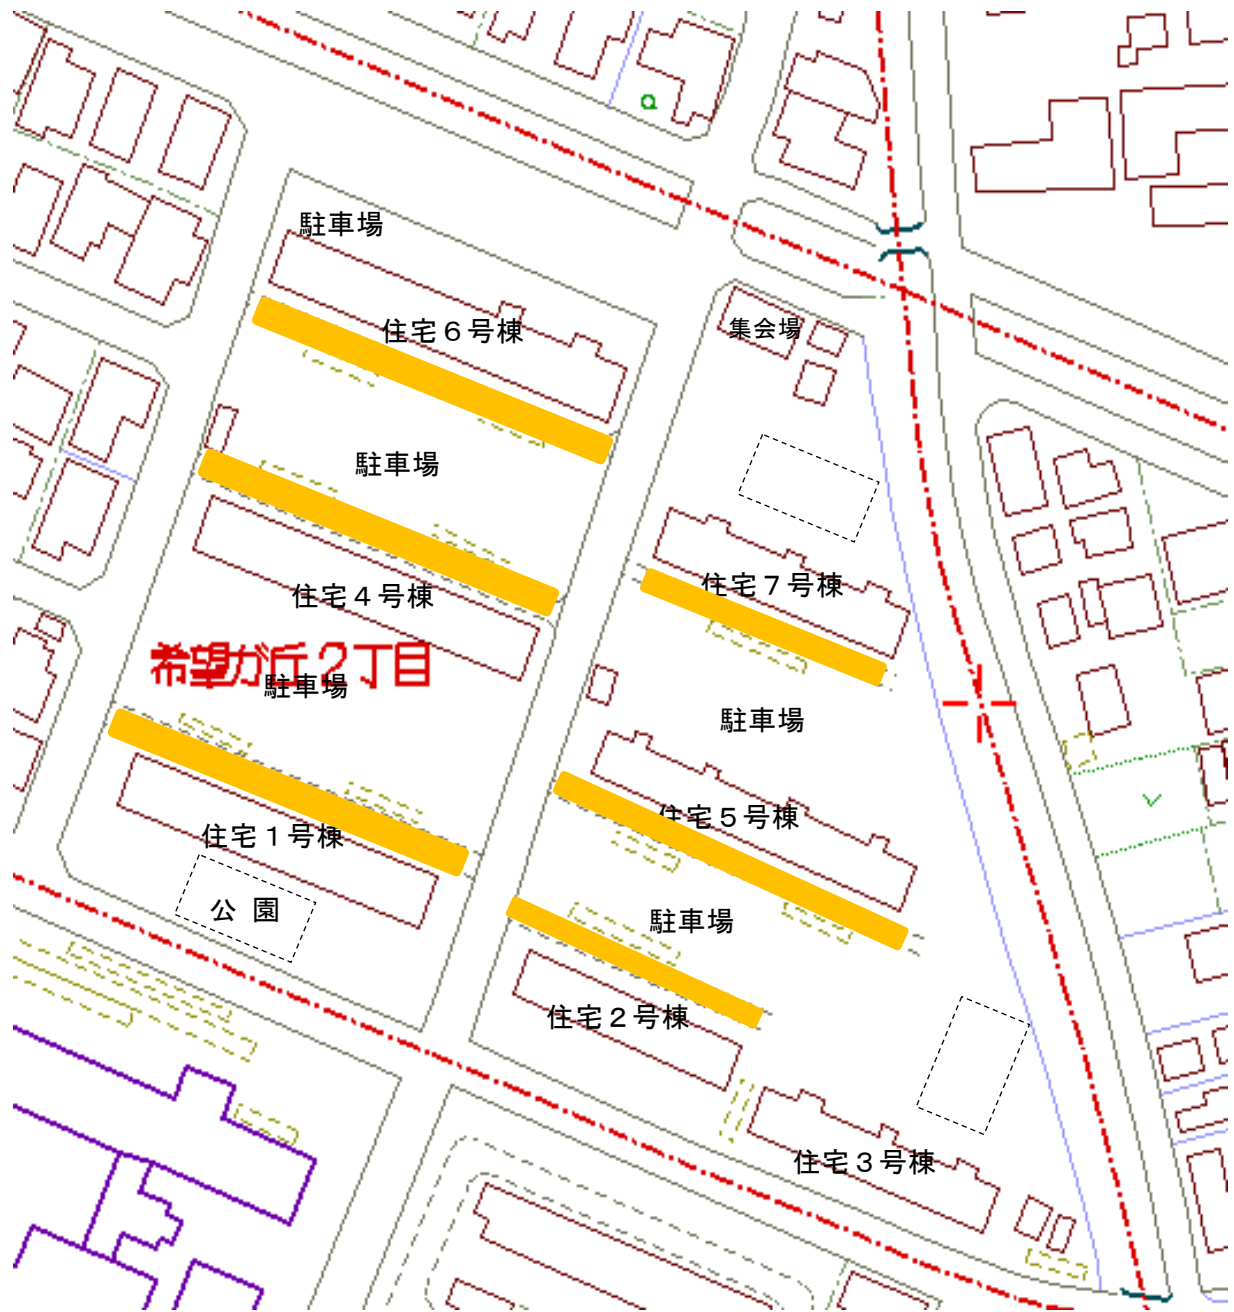 駐車場
住宅６号棟
集会場
駐車場
住宅７号棟
住宅４号棟
希望が丘２丁目
駐車場
駐車場
住宅５号棟
住宅１号棟
公 園
駐車場
住宅２号棟
住宅３号棟